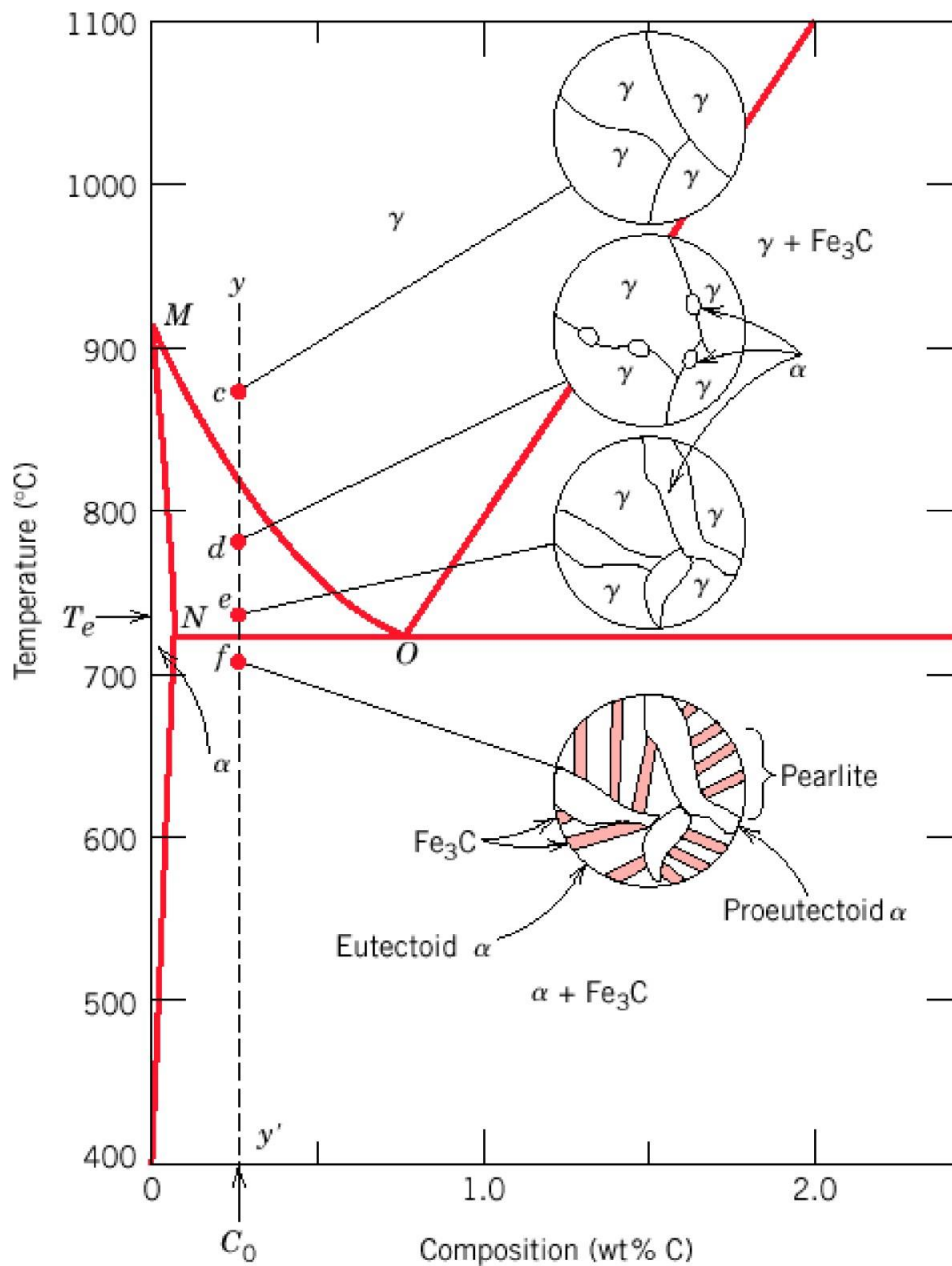 1100
γ
γ
γ
γ
1000
γ
γ + Fe₃C
y
γ
γ
M
900
c
γ
α
γ
800
γ
γ
d
Temperature (°C)
e
γ
γ
Tₑ
N
O
f
700
α
Pearlite
600
Fe₃C
Proeutectoid α
Eutectoid α
α + Fe₃C
500
y'
400
0
1.0
2.0
C₀
Composition (wt % C)